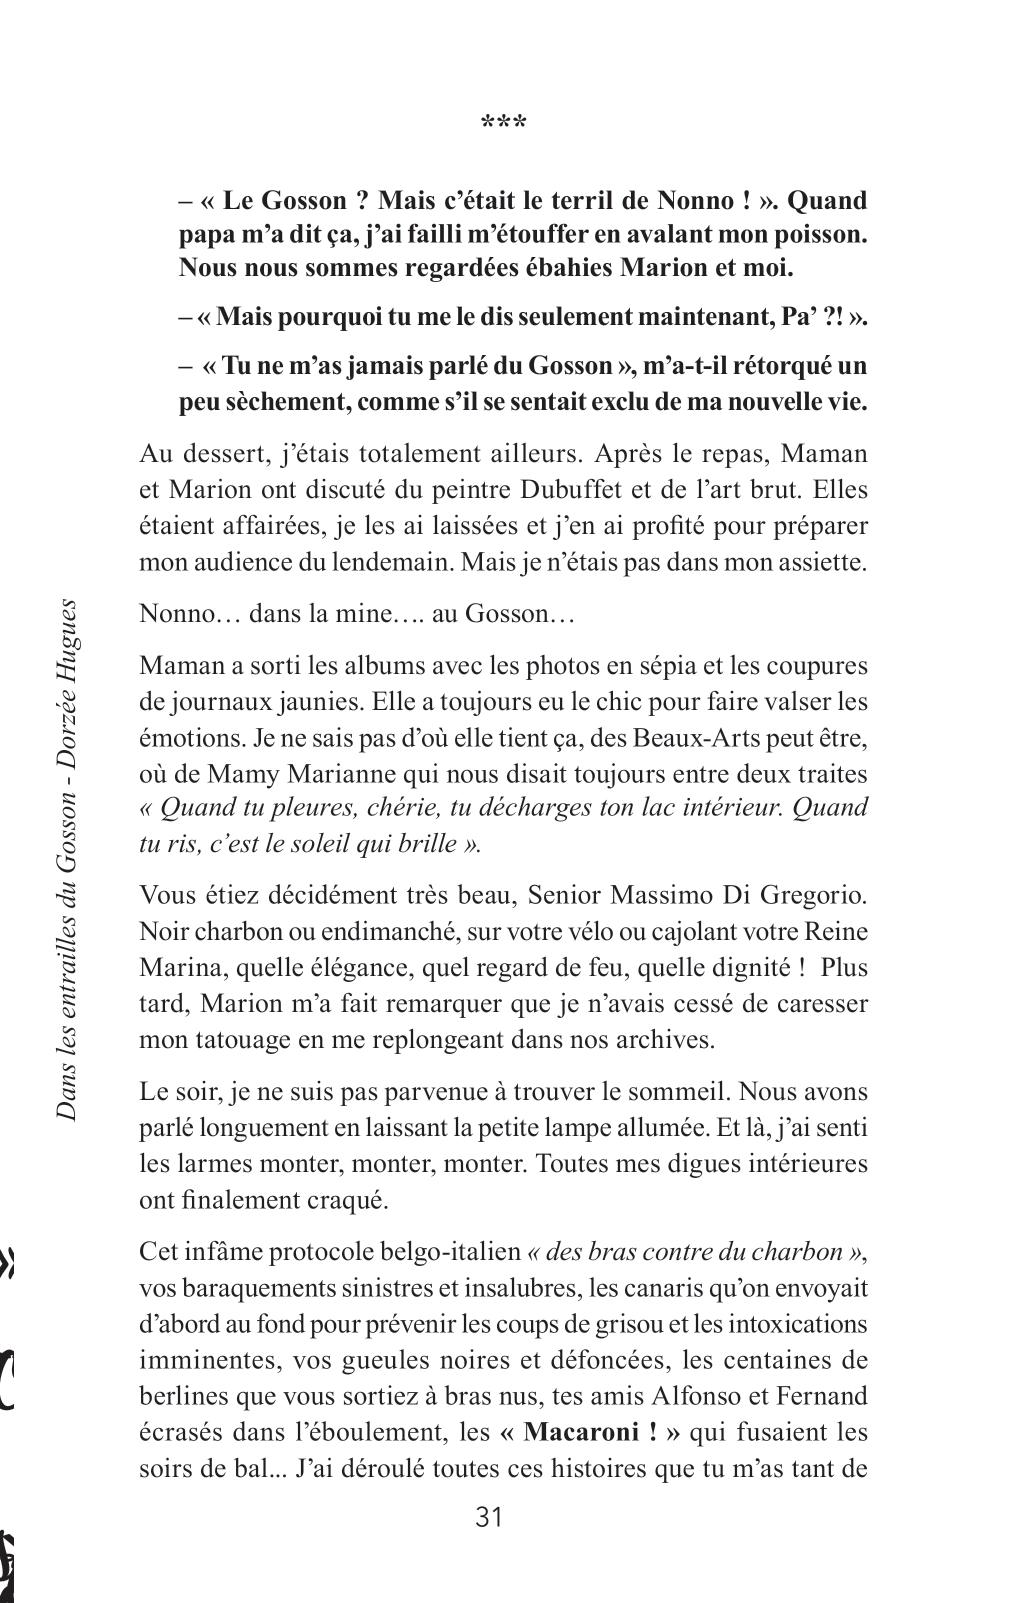 ***
– « Le Gosson ? Mais c’était le terril de Nonno ! ». Quand
papa m’a dit ça, j’ai failli m’étouffer en avalant mon poisson.
Nous nous sommes regardées ébahies Marion et moi.
– « Mais pourquoi tu me le dis seulement maintenant, Pa’ ?! ».
– « Tu ne m’as jamais parlé du Gosson », m’a-t-il rétorqué un
peu sèchement, comme s’il se sentait exclu de ma nouvelle vie.
Au dessert, j’étais totalement ailleurs. Après le repas, Maman
et Marion ont discuté du peintre Dubuffet et de l’art brut. Elles
étaient affairées, je les ai laissées et j’en ai profité pour préparer
mon audience du lendemain. Mais je n’étais pas dans mon assiette.
Nonno… dans la mine…. au Gosson…
Maman a sorti les albums avec les photos en sépia et les coupures
de journaux jaunies. Elle a toujours eu le chic pour faire valser les
émotions. Je ne sais pas d’où elle tient ça, des Beaux-Arts peut être,
où de Mamy Marianne qui nous disait toujours entre deux traites
« Quand tu pleures, chérie, tu décharges ton lac intérieur. Quand
tu ris, c’est le soleil qui brille ».
Vous étiez décidément très beau, Senior Massimo Di Gregorio.
Noir charbon ou endimanché, sur votre vélo ou cajolant votre Reine
Marina, quelle élégance, quel regard de feu, quelle dignité ! Plus
tard, Marion m’a fait remarquer que je n’avais cessé de caresser
mon tatouage en me replongeant dans nos archives.
Le soir, je ne suis pas parvenue à trouver le sommeil. Nous avons
parlé longuement en laissant la petite lampe allumée. Et là, j’ai senti
les larmes monter, monter, monter. Toutes mes digues intérieures
ont finalement craqué.
Cet infâme protocole belgo-italien « des bras contre du charbon »,
vos baraquements sinistres et insalubres, les canaris qu’on envoyait
d’abord au fond pour prévenir les coups de grisou et les intoxications
imminentes, vos gueules noires et défoncées, les centaines de
berlines que vous sortiez à bras nus, tes amis Alfonso et Fernand
écrasés dans l’éboulement, les « Macaroni ! » qui fusaient les
soirs de bal... J’ai déroulé toutes ces histoires que tu m’as tant de
31
Dans les entrailles du Gosson - Dorzée Hugues